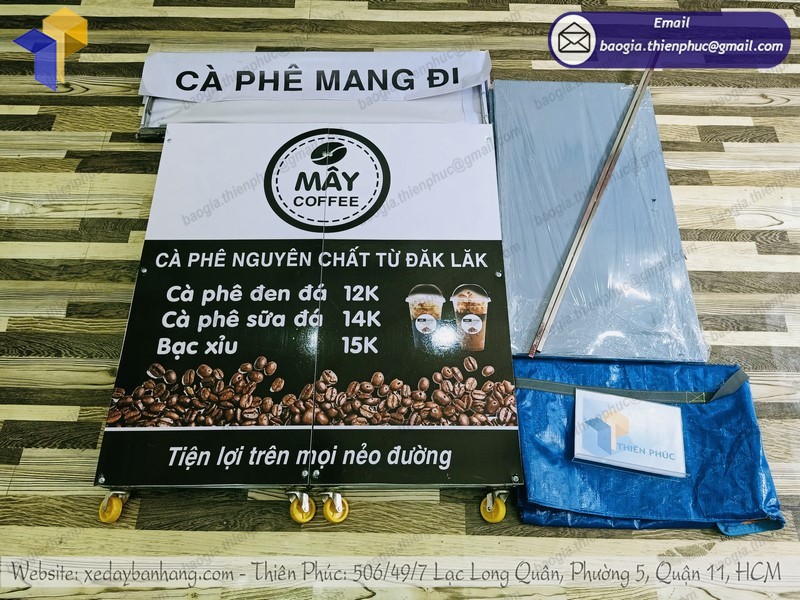 Email
baogia.thienphuc@gmail.com
CÀ PHÊ MANG ĐI
MÂY
COFFEE
CÀ PHÊ NGUYÊN CHẤT TỪ ĐĂK LĂK
Cà phê đen đá 12K
Cà phê sữa đá 14K
Bạc xỉu 15K
Tiện lợi trên mọi nẻo đường
THIÊN PHÚC
Website: xedaybanhang.com - Thiên Phúc: 506/49/7 Lạc Long Quân, Phường 5, Quận 11, HCM